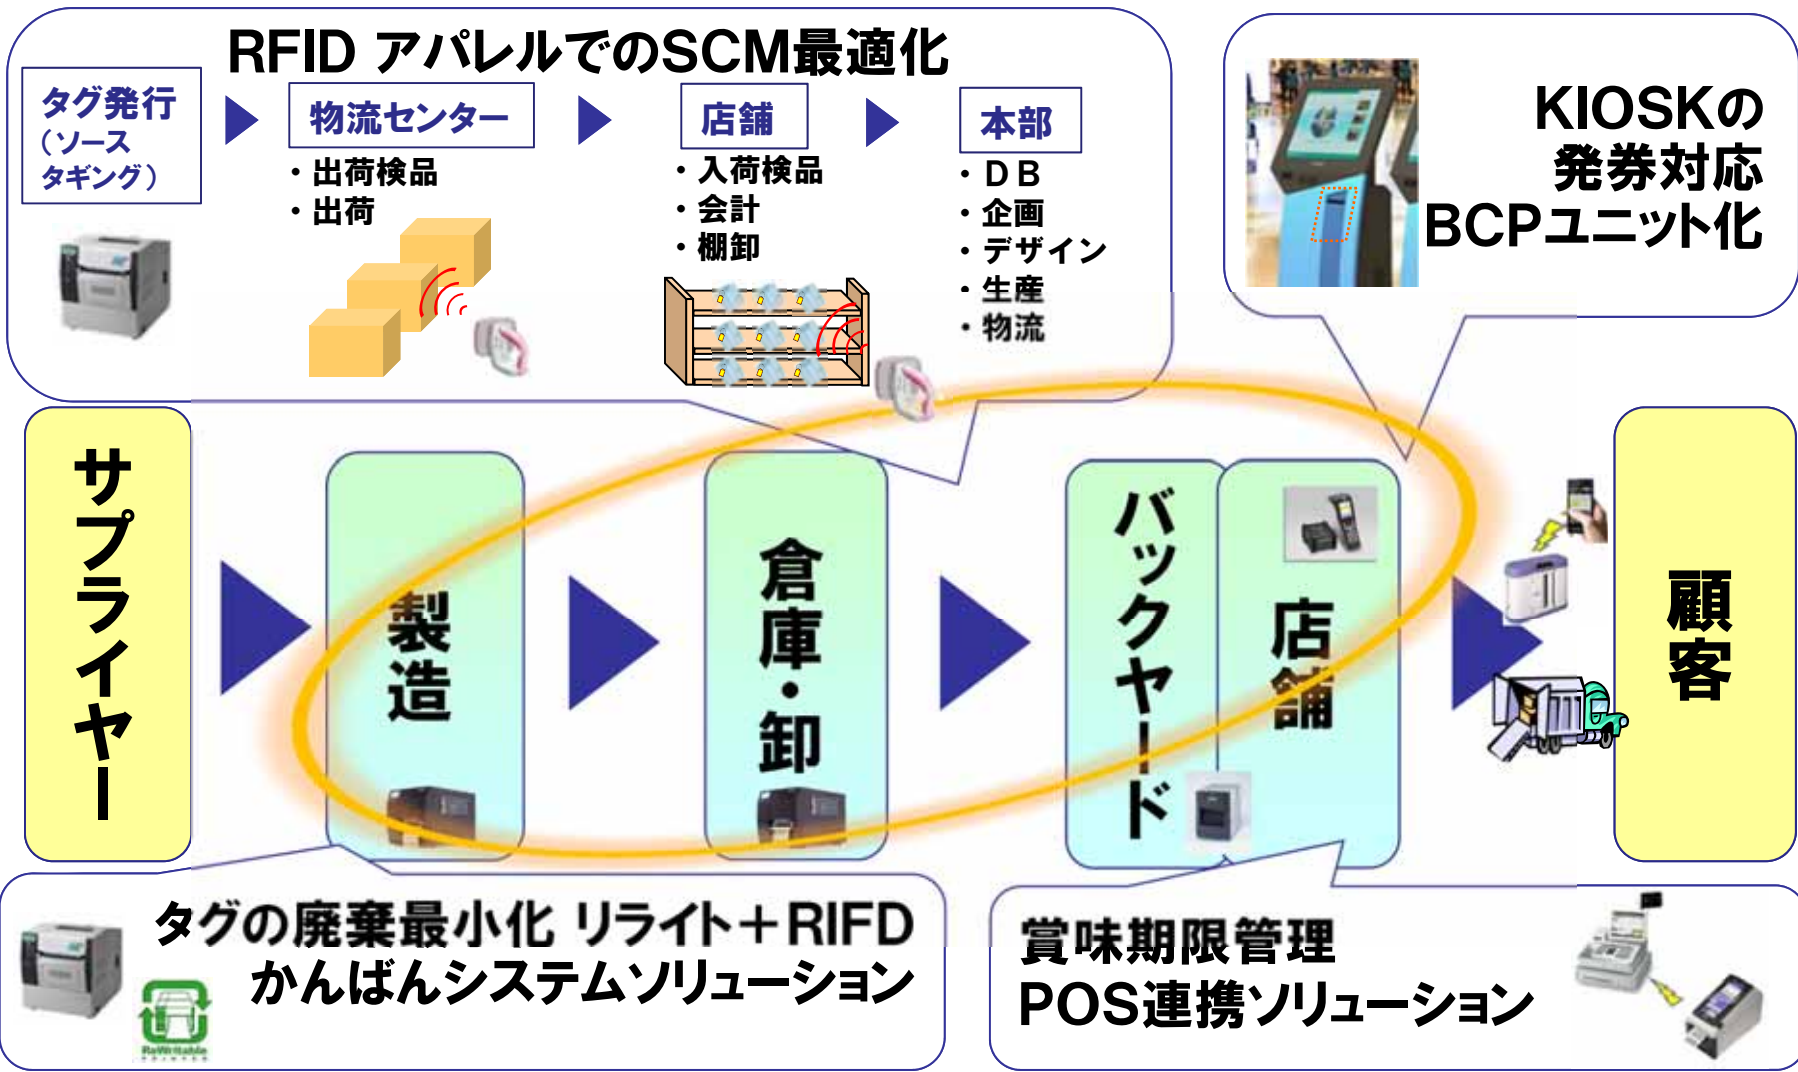 RFID アパレルでのSCM最適化
タグ発行
（ソース
タギング）
物流センター
・出荷検品
・出荷
店舗
・入荷検品
・会計
・棚卸
本部
・ＤＢ
・企画
・デザイン
・生産
・物流
KIOSKの
発券対応
BCPユニット化
サプライヤー
製造
倉庫・卸
バックヤード
店舗
顧客
タグの廃棄最小化 リライト＋RIFD
かんばんシステムソリューション
ReWritable
PRINTER
賞味期限管理
POS連携ソリューション